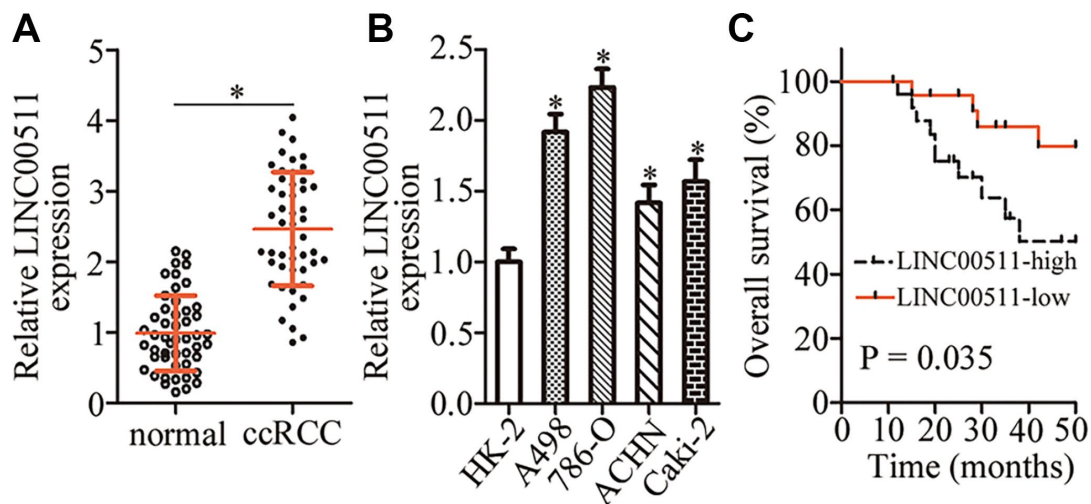 A
Relative LINC00511
expression
5
4
3
2
1
0
*
normal ccRCC
B
Relative LINC00511
expression
2.5
2.0
1.5
1.0
0.5
0.0
*
*
*
*
HK-2
A498
786-O
ACHN
Caki-2
C
Overall survival (%)
100
80
60
40
20
0
LINC00511-high
LINC00511-low
P = 0.035
0 10 20 30 40 50
Time (months)